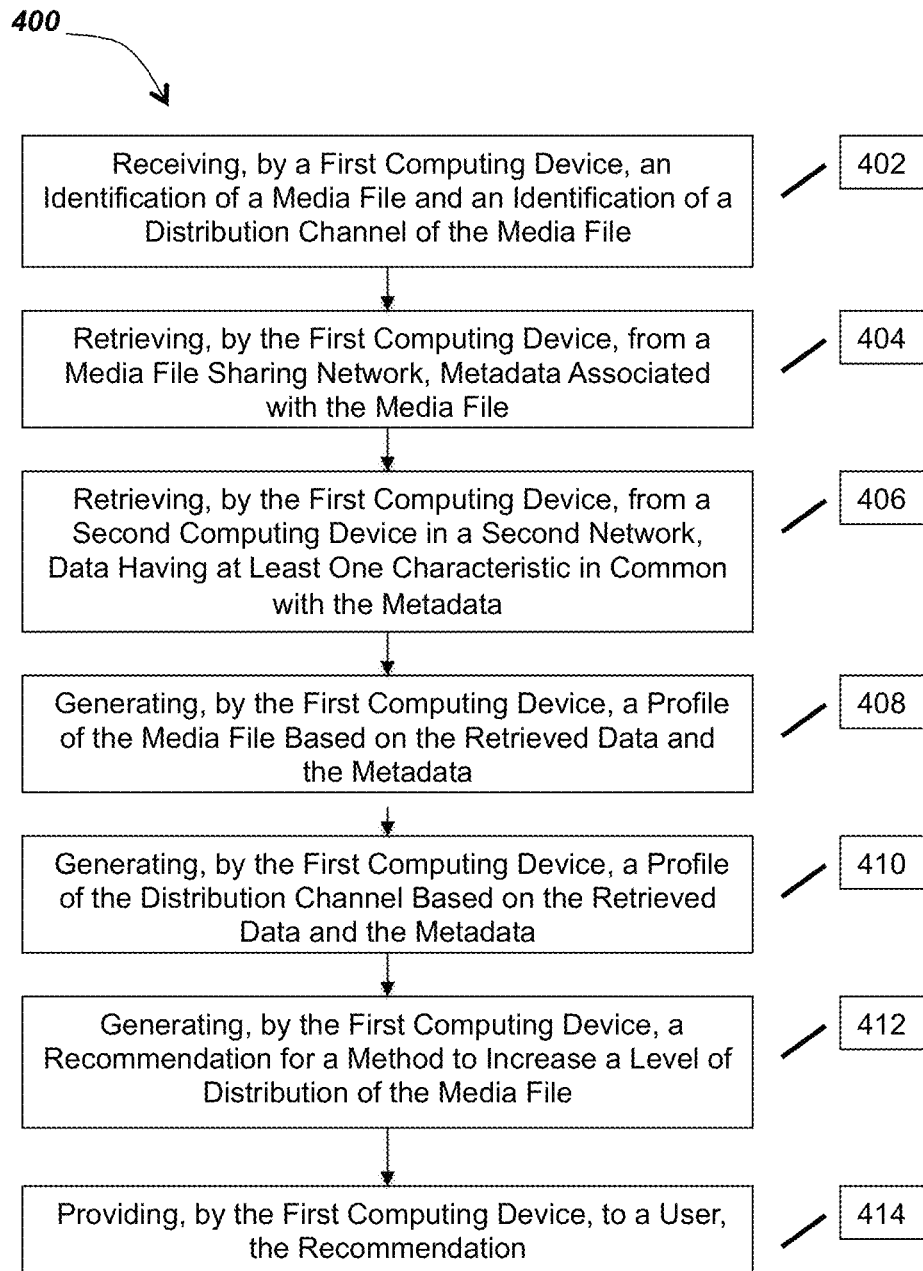 400
Receiving, by a First Computing Device, an
Identification of a Media File and an Identification of a
Distribution Channel of the Media File
402
Retrieving, by the First Computing Device, from a
Media File Sharing Network, Metadata Associated
with the Media File
404
Retrieving, by the First Computing Device, from a
Second Computing Device in a Second Network,
Data Having at Least One Characteristic in Common
with the Metadata
406
Generating, by the First Computing Device, a Profile
of the Media File Based on the Retrieved Data and
the Metadata
408
Generating, by the First Computing Device, a Profile
of the Distribution Channel Based on the Retrieved
Data and the Metadata
410
Generating, by the First Computing Device, a
Recommendation for a Method to Increase a Level of
Distribution of the Media File
412
Providing, by the First Computing Device, to a User,
the Recommendation
414